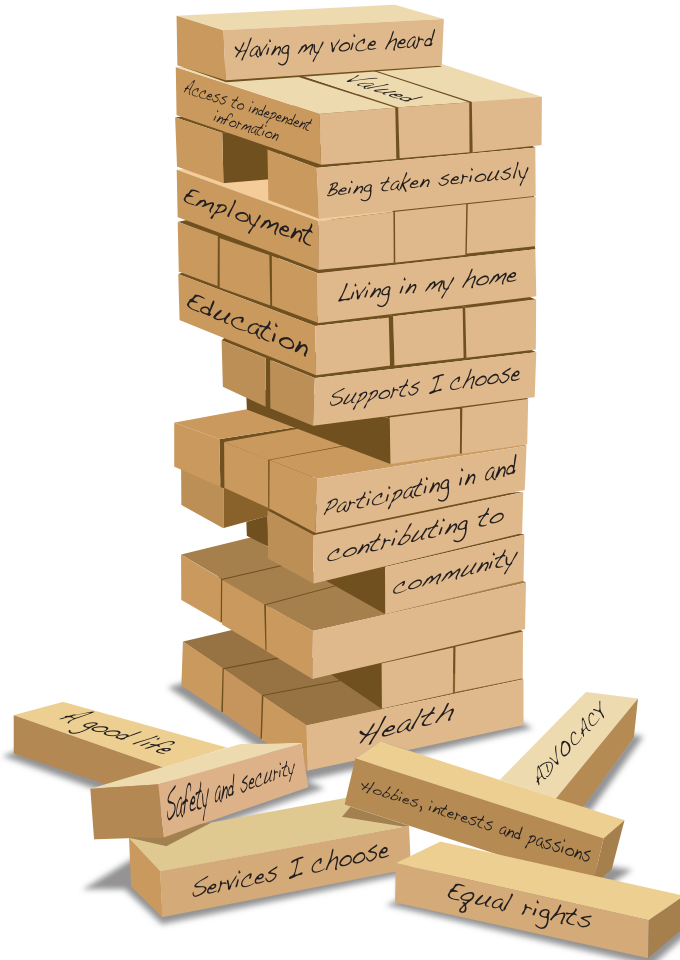 Having my voice heard
Valued
Access to independent
information
Being taken seriously
Employment
Living in my home
Education
Supports I choose
Participating in and
contributing to
community
Health
A good life
ADVOCACY
Safety and security
Hobbies, interests and passions
Services I choose
Equal rights